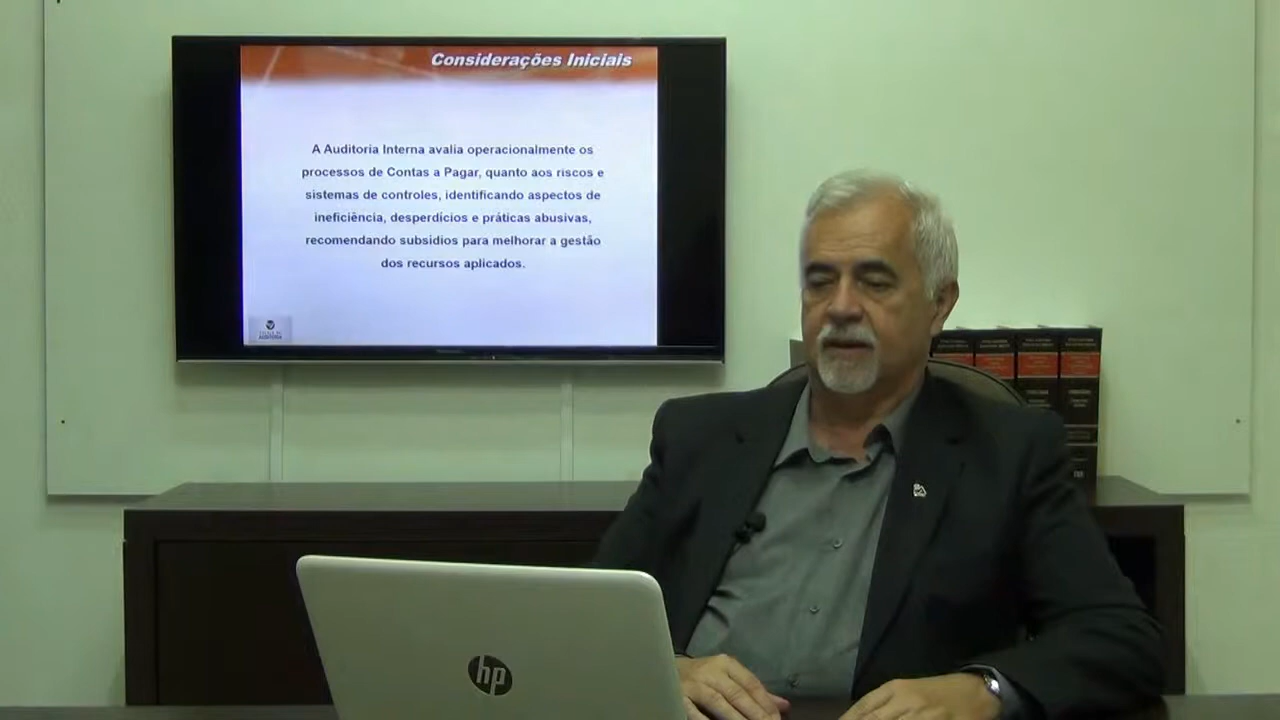 Considerações Iniciais
A Auditoria Interna avalia operacionalmente os
processos de Contas a Pagar, quanto aos riscos e
sistemas de controles, identificando aspectos de
ineficiência, desperdícios e práticas abusivas,
recomendando subsídios para melhorar a gestão
dos recursos aplicados.
AUDITORIA
hp